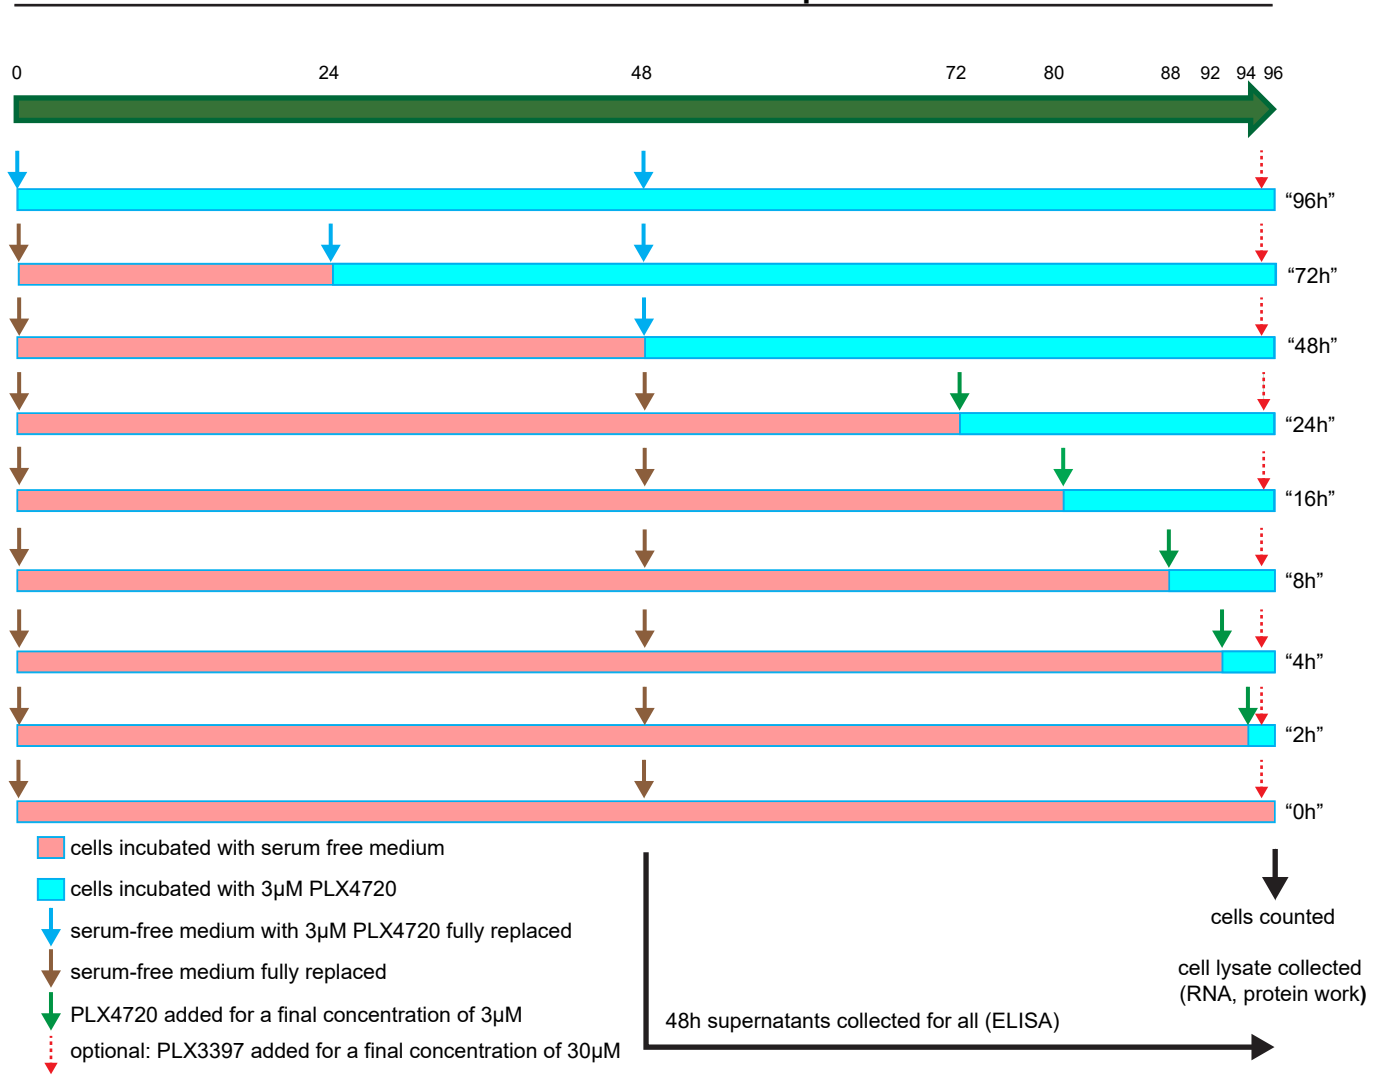 0 24 48 72 80 88 92 94 96
“96h”
“72h”
“48h”
“24h”
“16h”
“8h”
“4h”
“2h”
“0h”
cells incubated with serum free medium
cells incubated with 3µM PLX4720
serum-free medium with 3µM PLX4720 fully replaced
serum-free medium fully replaced
PLX4720 added for a final concentration of 3µM
optional: PLX3397 added for a final concentration of 30µM
48h supernatants collected for all (ELISA)
cells counted
cell lysate collected
(RNA, protein work)